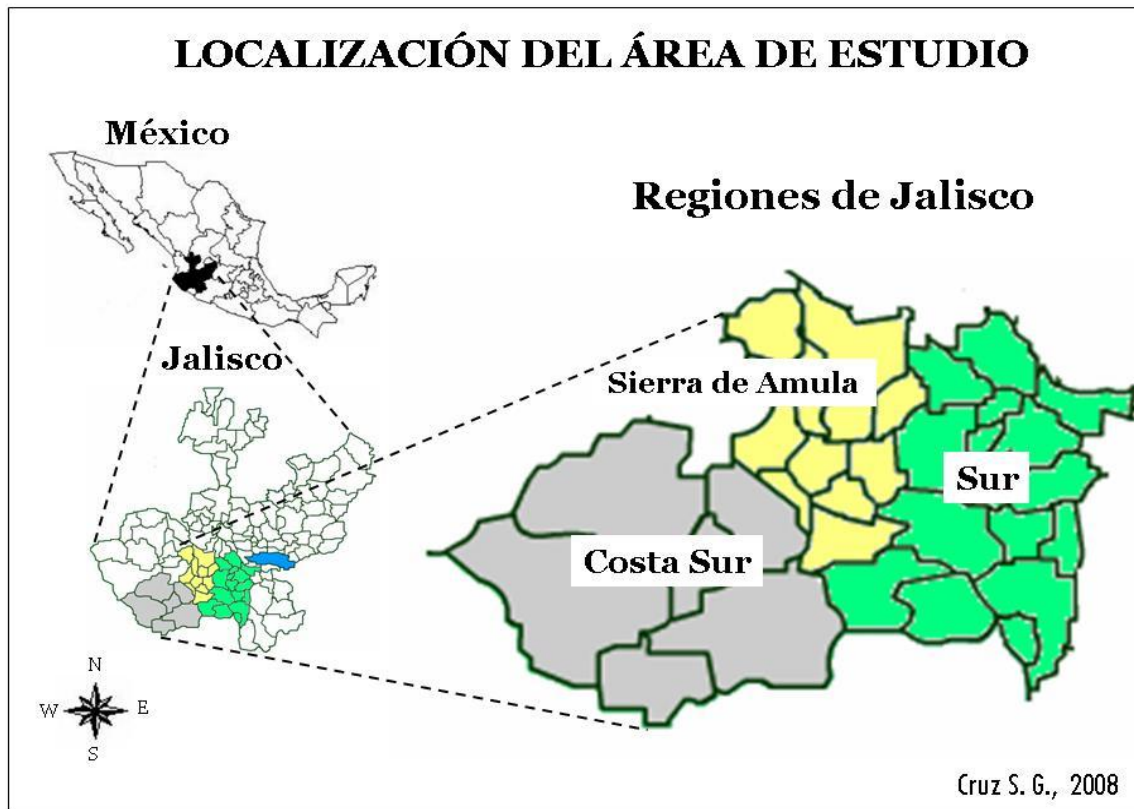 LOCALIZACIÓN DEL ÁREA DE ESTUDIO
México
Regiones de Jalisco
Jalisco
Sierra de Amula
Sur
Costa Sur
N
W E
S
Cruz S. G., 2008